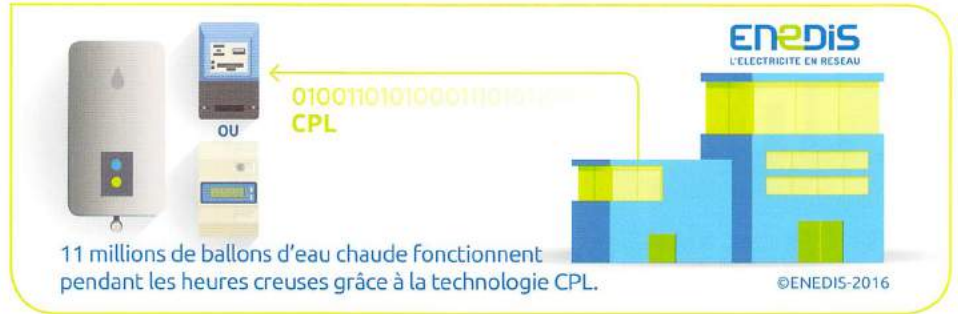 ENEDIS
L'ELECTRICITE EN RESEAU
CPL
OU
11 millions de ballons d'eau chaude fonctionnent
pendant les heures creuses grâce à la technologie CPL.
©ENEDIS-2016